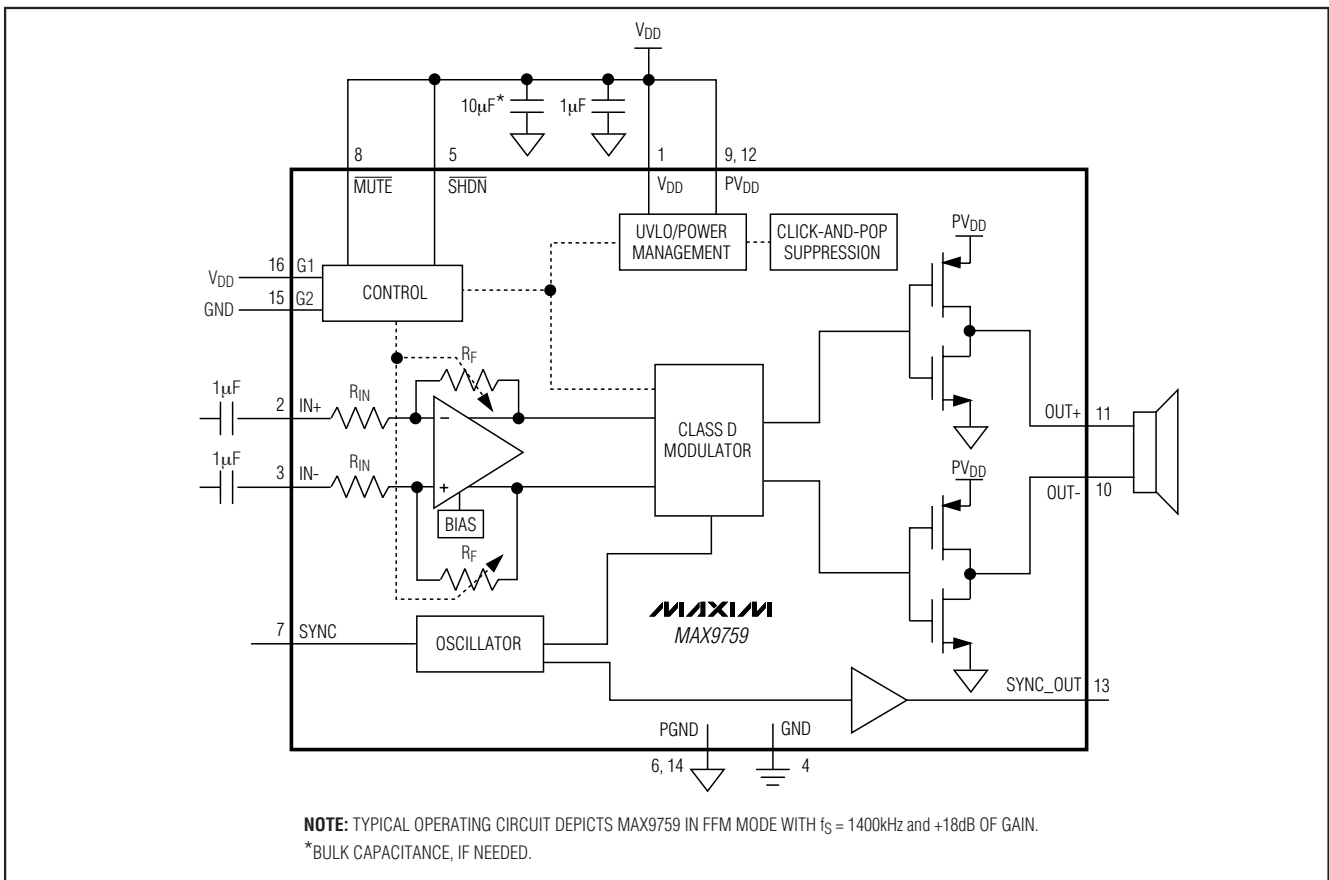 VDD
10µF*
1µF
8
5
1
9, 12
MUTE
SHDN
VDD
PVDD
UVLO/POWER
MANAGEMENT
CLICK-AND-POP
SUPPRESSION
PVDD
VDD
16
G1
GND
15
G2
CONTROL
RF
1µF
2
IN+
RIN
−
CLASS D
MODULATOR
OUT+
11
1µF
3
IN-
RIN
+
BIAS
RF
PVDD
OUT-
10
MAXIM
MAX9759
7
SYNC
OSCILLATOR
SYNC_OUT
13
PGND
GND
6, 14
4
NOTE: TYPICAL OPERATING CIRCUIT DEPICTS MAX9759 IN FFM MODE WITH fS = 1400kHz and +18dB OF GAIN.
*BULK CAPACITANCE, IF NEEDED.